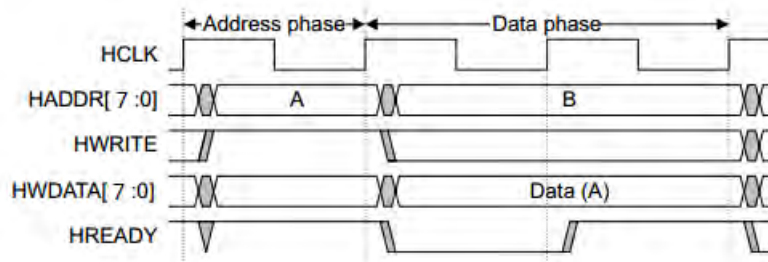 Address phase Data phase
HCLK
HADDR[ 7 :0] A B
HWRITE
HWDATA[ 7 :0] Data (A)
HREADY